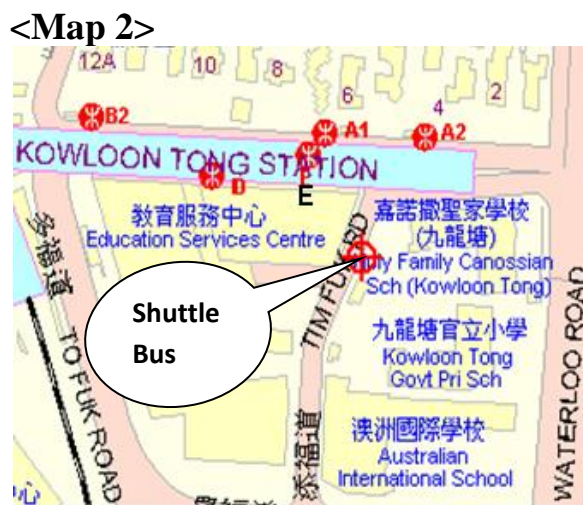 <Map 2>
12A
10
8
6
4
2
B2
A1
A2
KOWLOON TONG STATION
D
E
教育服務中心
Education Services Centre
嘉諾撒聖家學校
(九龍塘)
Family Canossian
Sch (Kowloon Tong)
Shuttle
Bus
九龍塘官立小學
Kowloon Tong
Govt Pri Sch
澳洲國際學校
Australian
International School
多福道
TO FUK ROAD
TIM FUK RD
添福道
WATERLOO ROAD
中心